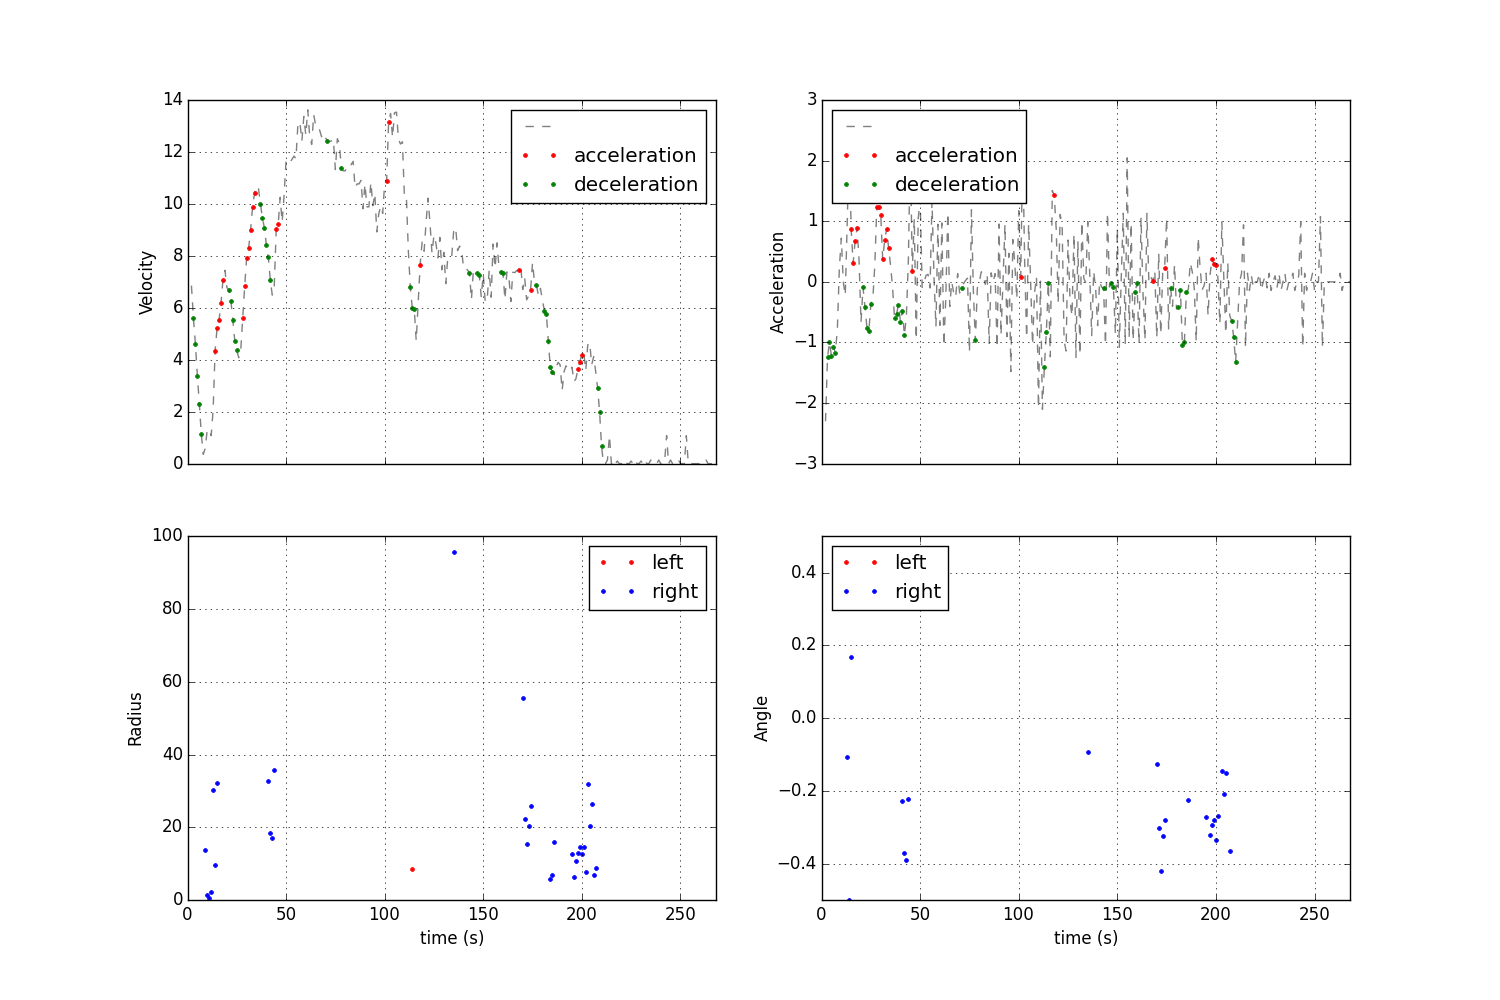 14
12
10
8
6
4
2
0
Velocity
acceleration
deceleration
3
2
1
0
−1
−2
−3
Acceleration
acceleration
deceleration
100
80
60
40
20
0
Radius
left
right
0 50 100 150 200 250
time (s)
0.4
0.2
0.0
−0.2
−0.4
Angle
left
right
0 50 100 150 200 250
time (s)